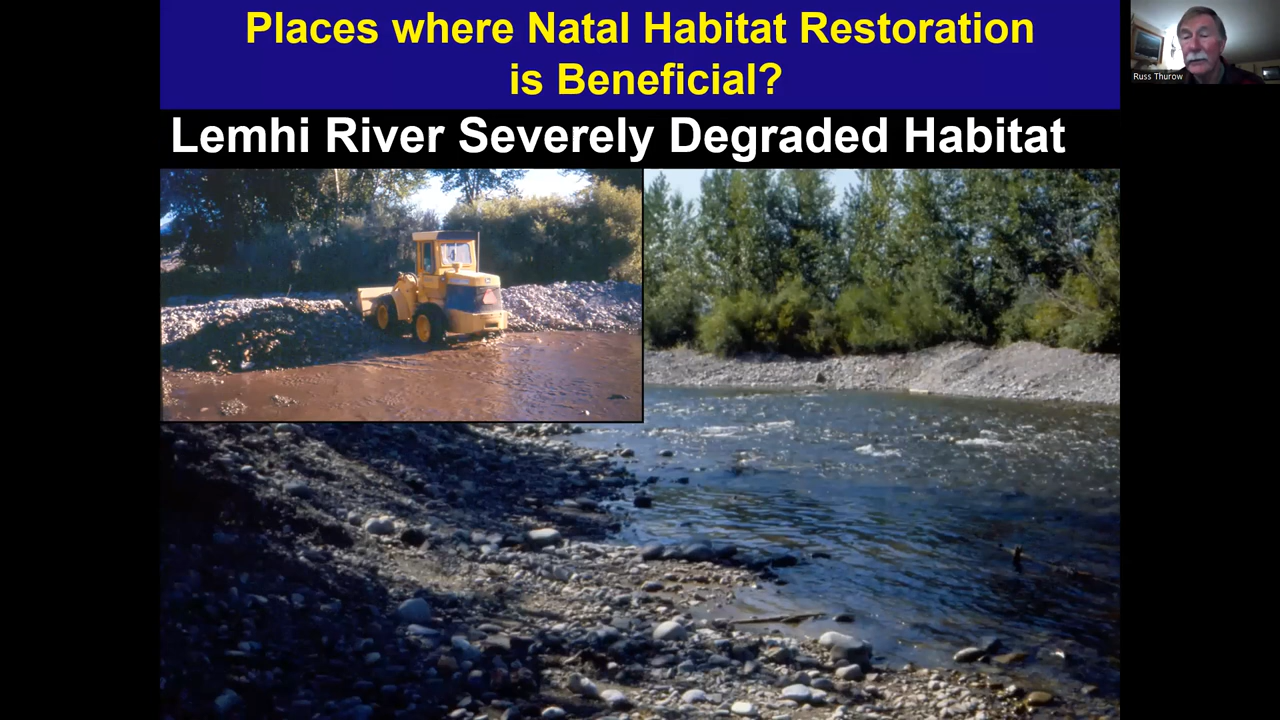 Places where Natal Habitat Restoration
is Beneficial?
Lemhi River Severely Degraded Habitat
Russ Thurow